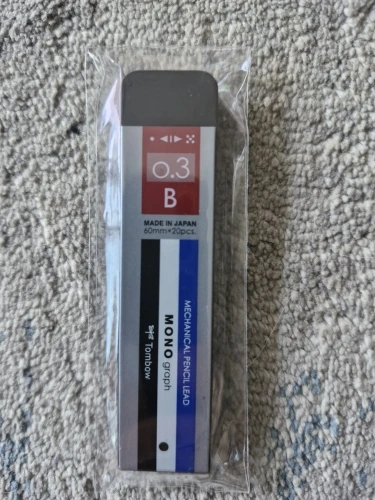 0.3
B
MADE IN JAPAN
60mm×20pcs.
MECHANICAL PENCIL LEAD
MONO graph
Tombow